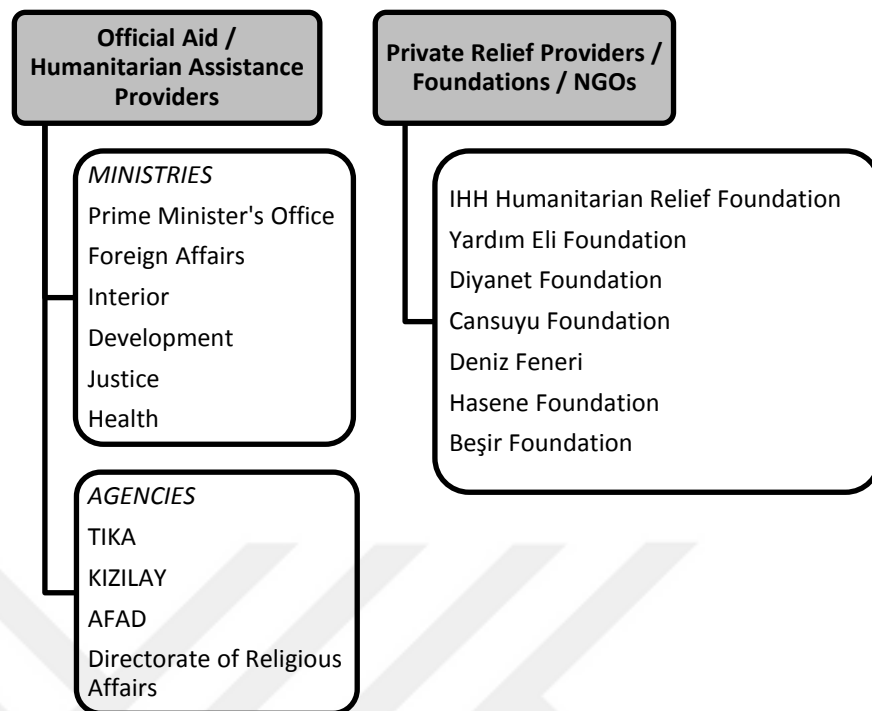 Official Aid /
Humanitarian Assistance
Providers
MINISTRIES
Prime Minister's Office
Foreign Affairs
Interior
Development
Justice
Health
AGENCIES
TIKA
KIZILAY
AFAD
Directorate of Religious
Affairs
Private Relief Providers /
Foundations / NGOs
IHH Humanitarian Relief Foundation
Yardım Eli Foundation
Diyanet Foundation
Cansuyu Foundation
Deniz Feneri
Hasene Foundation
Beşir Foundation